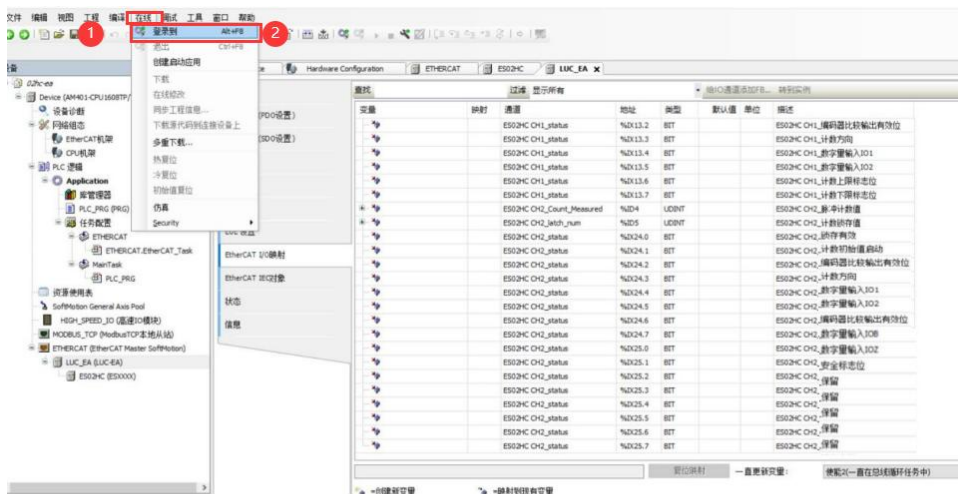 文件 编辑 视图 工程 编译 在线 调试 工具 窗口 帮助
1
2
登录到 Alt+F8
退出 Ctrl+F8
创建启动应用
下载
在线修改
同步工程信息...
下载源代码到连接设备上
多重下载...
热复位
冷复位
初始值复位
仿真
Security
02hc-ea
Device (AM401-CPU1608TP/
设备诊断
网络组态
EtherCAT机架
CPU机架
PLC 逻辑
Application
库管理器
PLC_PRG (PRG)
任务配置
ETHERCAT
ETHERCAT.EtherCAT_Task
MainTask
PLC_PRG
资源使用表
SoftMotion General Axis Pool
HIGH_SPEED_IO (高速IO模块)
MODBUS_TCP (ModbusTCP本地从站)
ETHERCAT (EtherCAT Master SoftMotion)
LUC_EA (LUC-EA)
ES02HC (ESXXXX)
Hardware Configuration ETHERCAT ES02HC LUC_EA
(PDO设置)
(SDO设置)
EtherCAT I/O映射
EtherCAT IEC对象
状态
信息
查找 过滤 显示所有 给IO通道添加FB... 转到实例
变量 映射 通道 地址 类型 默认值 单位 描述
ES02HC CH1_status %IX13.2 BIT ES02HC CH1_编码器比较输出有效位
ES02HC CH1_status %IX13.3 BIT ES02HC CH1_计数方向
ES02HC CH1_status %IX13.4 BIT ES02HC CH1_数字量输入IO1
ES02HC CH1_status %IX13.5 BIT ES02HC CH1_数字量输入IO2
ES02HC CH1_status %IX13.6 BIT ES02HC CH1_计数上限标志位
ES02HC CH1_status %IX13.7 BIT ES02HC CH1_计数下限标志位
ES02HC CH2_Count_Measured %ID4 UDINT ES02HC CH2_脉冲计数值
ES02HC CH2_latch_num %ID5 UDINT ES02HC CH2_计数锁存值
ES02HC CH2_status %IX24.0 BIT ES02HC CH2_锁存有效
ES02HC CH2_status %IX24.1 BIT ES02HC CH2_计数初始值启动
ES02HC CH2_status %IX24.2 BIT ES02HC CH2_编码器比较输出有效位
ES02HC CH2_status %IX24.3 BIT ES02HC CH2_计数方向
ES02HC CH2_status %IX24.4 BIT ES02HC CH2_数字量输入IO1
ES02HC CH2_status %IX24.5 BIT ES02HC CH2_数字量输入IO2
ES02HC CH2_status %IX24.6 BIT ES02HC CH2_编码器比较输出有效位
ES02HC CH2_status %IX24.7 BIT ES02HC CH2_数字量输入IOB
ES02HC CH2_status %IX25.0 BIT ES02HC CH2_数字量输入IOZ
ES02HC CH2_status %IX25.1 BIT ES02HC CH2_安全标志位
ES02HC CH2_status %IX25.2 BIT ES02HC CH2_保留
ES02HC CH2_status %IX25.3 BIT ES02HC CH2_保留
ES02HC CH2_status %IX25.4 BIT ES02HC CH2_保留
ES02HC CH2_status %IX25.5 BIT ES02HC CH2_保留
ES02HC CH2_status %IX25.6 BIT ES02HC CH2_保留
ES02HC CH2_status %IX25.7 BIT ES02HC CH2_保留
复位映射 一直更新变量: 使能2(一直在总线循环任务中)
=创建新变量 =映射到现有变量